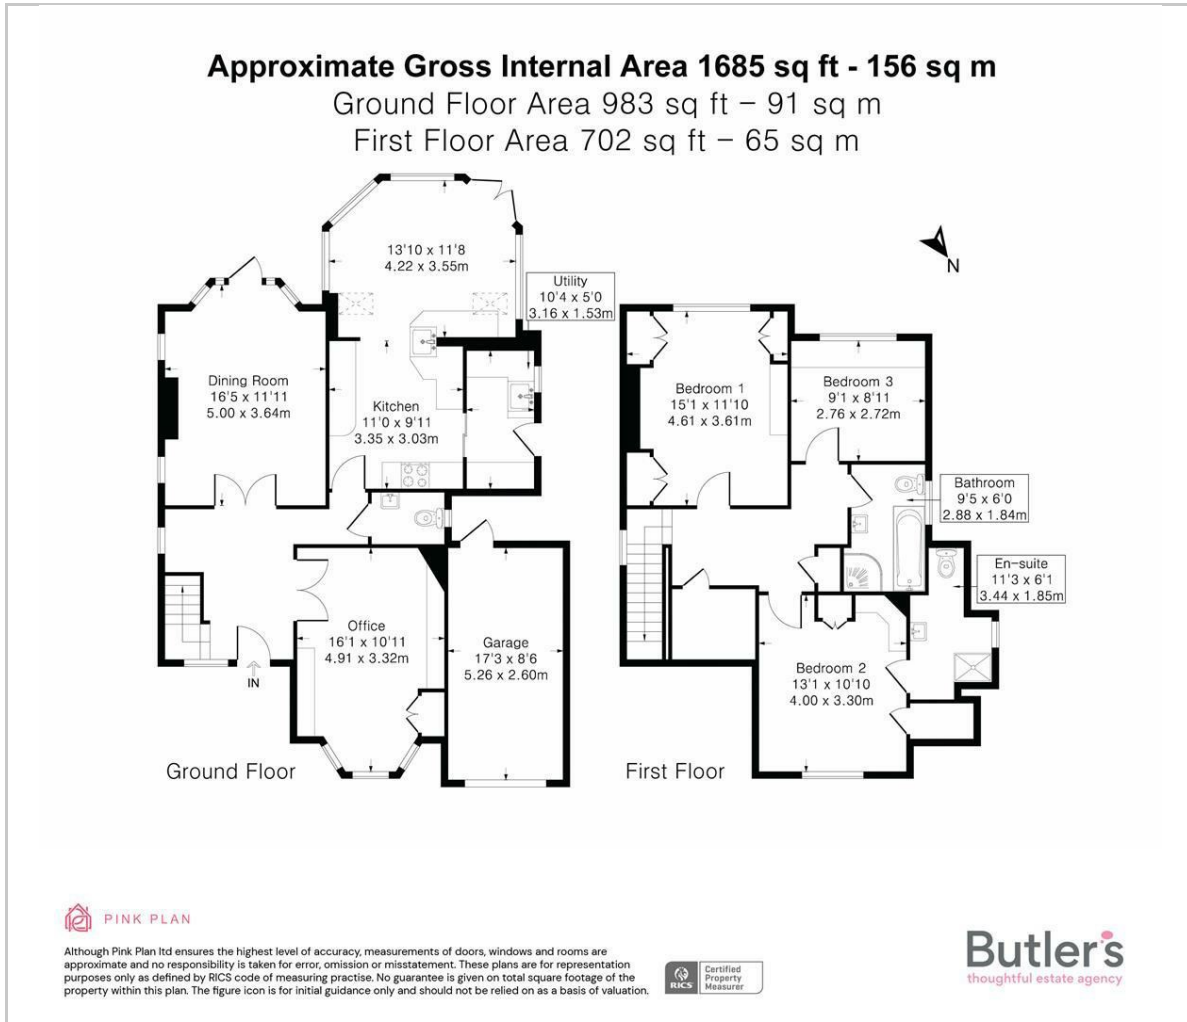 Approximate Gross Internal Area 1685 sq ft - 156 sq m
Ground Floor Area 983 sq ft – 91 sq m
First Floor Area 702 sq ft – 65 sq m
13'10 x 11'8
4.22 x 3.55m
Utility
10'4 x 5'0
3.16 x 1.53m
Dining Room
16'5 x 11'11
5.00 x 3.64m
Kitchen
11'0 x 9'11
3.35 x 3.03m
Office
16'1 x 10'11
4.91 x 3.32m
Garage
17'3 x 8'6
5.26 x 2.60m
IN
Ground Floor
N
Bedroom 1
15'1 x 11'10
4.61 x 3.61m
Bedroom 3
9'1 x 8'11
2.76 x 2.72m
Bathroom
9'5 x 6'0
2.88 x 1.84m
En-suite
11'3 x 6'1
3.44 x 1.85m
Bedroom 2
13'1 x 10'10
4.00 x 3.30m
First Floor
PINK PLAN
Although Pink Plan ltd ensures the highest level of accuracy, measurements of doors, windows and rooms are
approximate and no responsibility is taken for error, omission or misstatement. These plans are for representation
purposes only as defined by RICS code of measuring practise. No guarantee is given on total square footage of the
property within this plan. The figure icon is for initial guidance only and should not be relied on as a basis of valuation.
RICS
Certified
Property
Measurer
Butler's
thoughtful estate agency